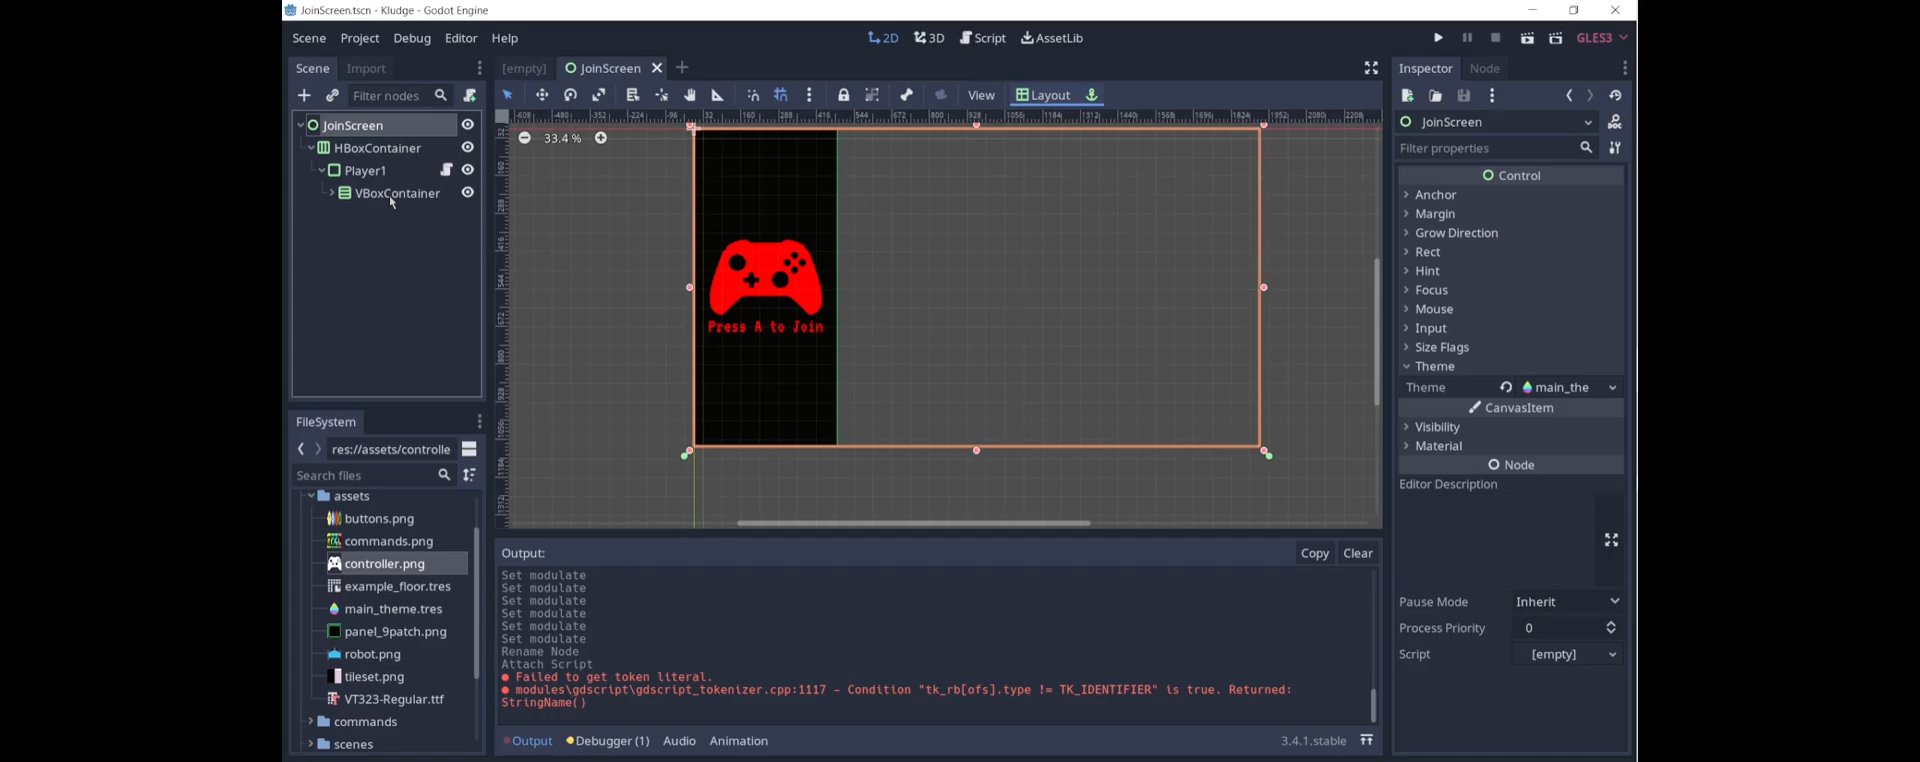 JoinScreen.tscn - Kludge - Godot Engine
Scene Project Debug Editor Help 2D 3D Script AssetLib GLES3
Scene Import [empty] JoinScreen Inspector Node
Filter nodes View Layout
JoinScreen
HBoxContainer
Player1
VBoxContainer
33.4 %
Press A to Join
JoinScreen
Filter properties
Control
Anchor
Margin
Grow Direction
Rect
Hint
Focus
Mouse
Input
Size Flags
Theme
Theme main_the
CanvasItem
Visibility
Material
Node
Editor Description
Pause Mode Inherit
Process Priority 0
Script [empty]
FileSystem
res://assets/controlle
Search files
assets
buttons.png
commands.png
controller.png
example_floor.tres
main_theme.tres
panel_9patch.png
robot.png
tileset.png
VT323-Regular.ttf
commands
scenes
Output: Copy Clear
Set modulate
Set modulate
Set modulate
Set modulate
Set modulate
Set modulate
Rename Node
Attach Script
Failed to get token literal.
modules\gdscript\gdscript_tokenizer.cpp:1117 - Condition "tk_rb[ofs].type != TK_IDENTIFIER" is true. Returned:
StringName()
Output Debugger (1) Audio Animation 3.4.1.stable